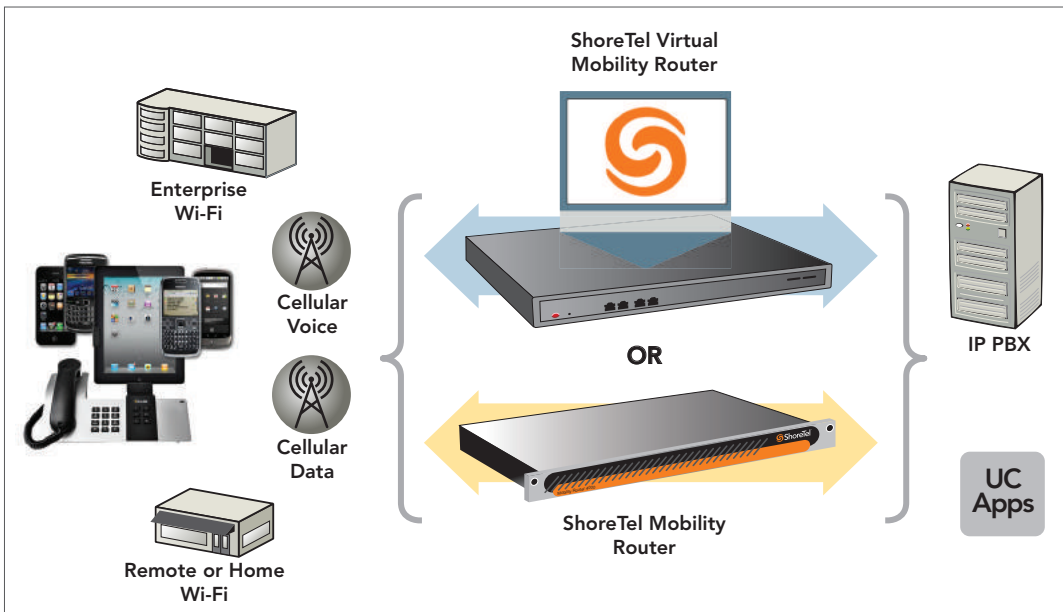 ShoreTel Virtual
Mobility Router
Enterprise
Wi-Fi
Cellular
Voice
Cellular
Data
Remote or Home
Wi-Fi
OR
ShoreTel
ShoreTel Mobility
Router
IP PBX
UC
Apps